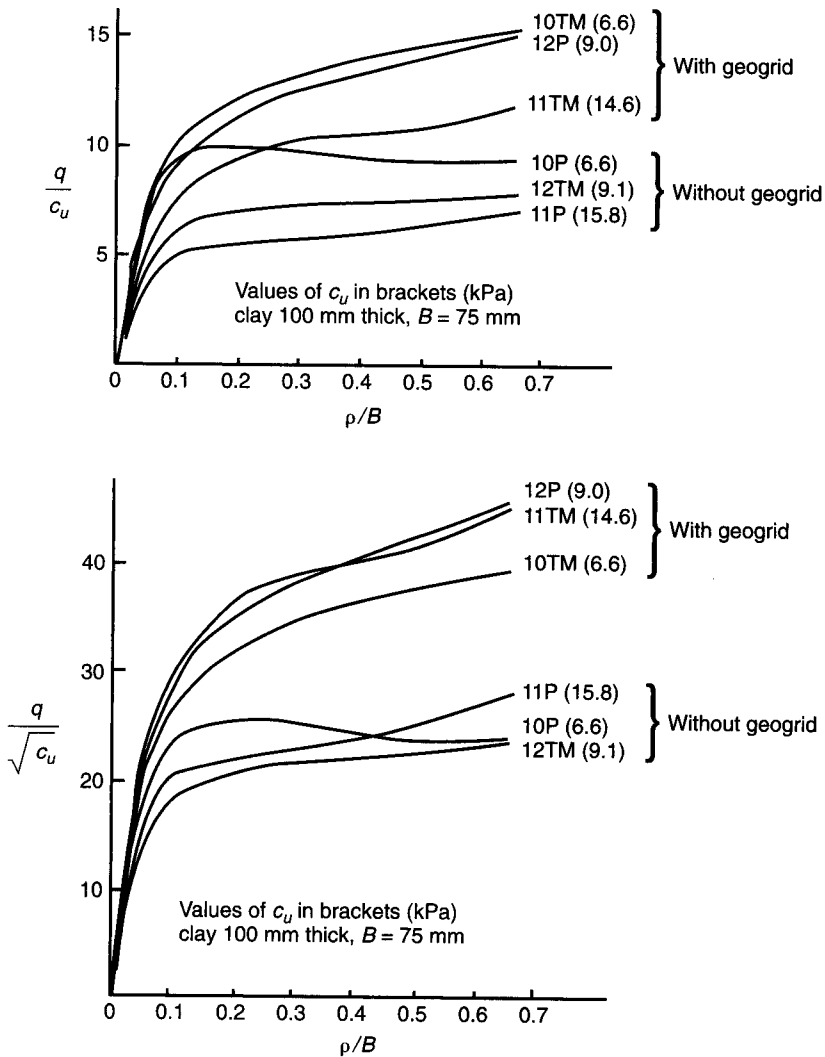 15
10
5
0
q
c_u
10TM (6.6)
12P (9.0)
11TM (14.6)
With geogrid
10P (6.6)
12TM (9.1)
11P (15.8)
Without geogrid
Values of c_u in brackets (kPa)
clay 100 mm thick, B = 75 mm
0 0.1 0.2 0.3 0.4 0.5 0.6 0.7
ρ/B
40
30
20
10
q
√c_u
12P (9.0)
11TM (14.6)
10TM (6.6)
With geogrid
11P (15.8)
10P (6.6)
12TM (9.1)
Without geogrid
Values of c_u in brackets (kPa)
clay 100 mm thick, B = 75 mm
0 0.1 0.2 0.3 0.4 0.5 0.6 0.7
ρ/B